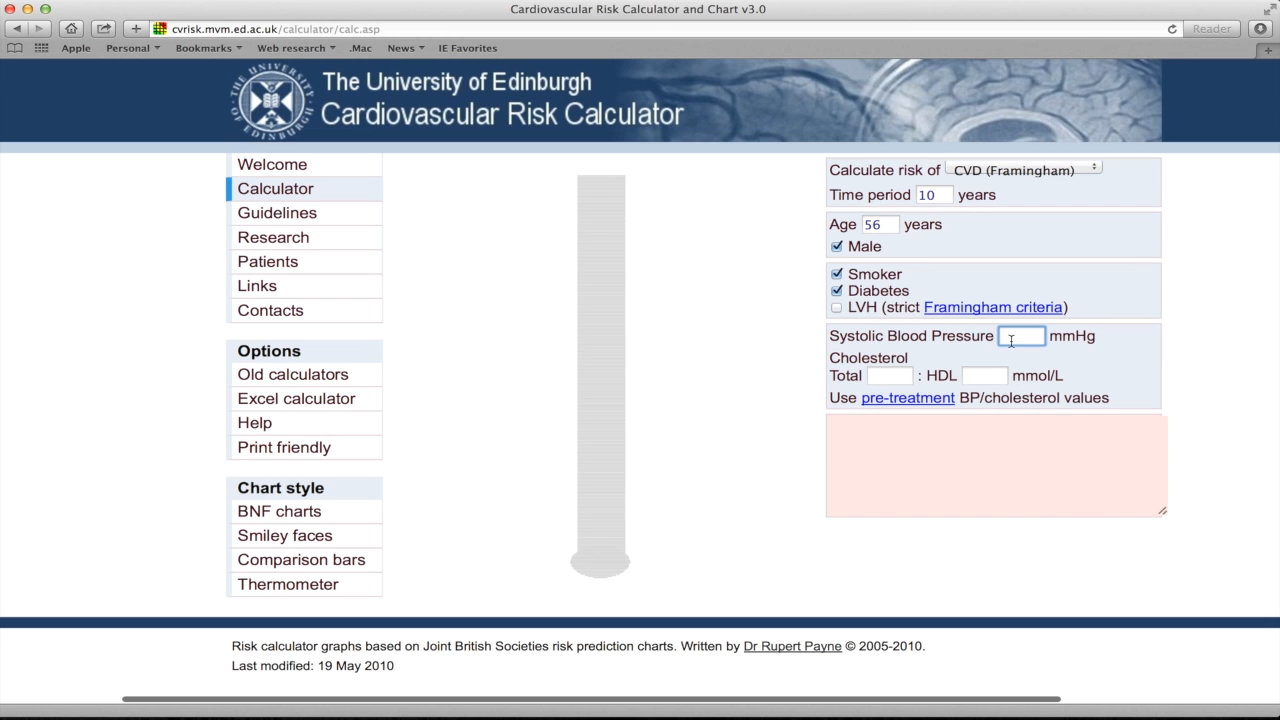 Cardiovascular Risk Calculator and Chart v3.0
cvrisk.mvm.ed.ac.uk/calculator/calc.asp
Reader
Apple Personal Bookmarks Web research .Mac News IE Favorites
THE UNIVERSITY OF EDINBURGH
The University of Edinburgh
Cardiovascular Risk Calculator
Welcome
Calculator
Guidelines
Research
Patients
Links
Contacts
Options
Old calculators
Excel calculator
Help
Print friendly
Chart style
BNF charts
Smiley faces
Comparison bars
Thermometer
Calculate risk of CVD (Framingham)
Time period 10 years
Age 56 years
Male
Smoker
Diabetes
LVH (strict Framingham criteria)
Systolic Blood Pressure mmHg
Cholesterol
Total : HDL mmol/L
Use pre-treatment BP/cholesterol values
Risk calculator graphs based on Joint British Societies risk prediction charts. Written by Dr Rupert Payne © 2005-2010.
Last modified: 19 May 2010